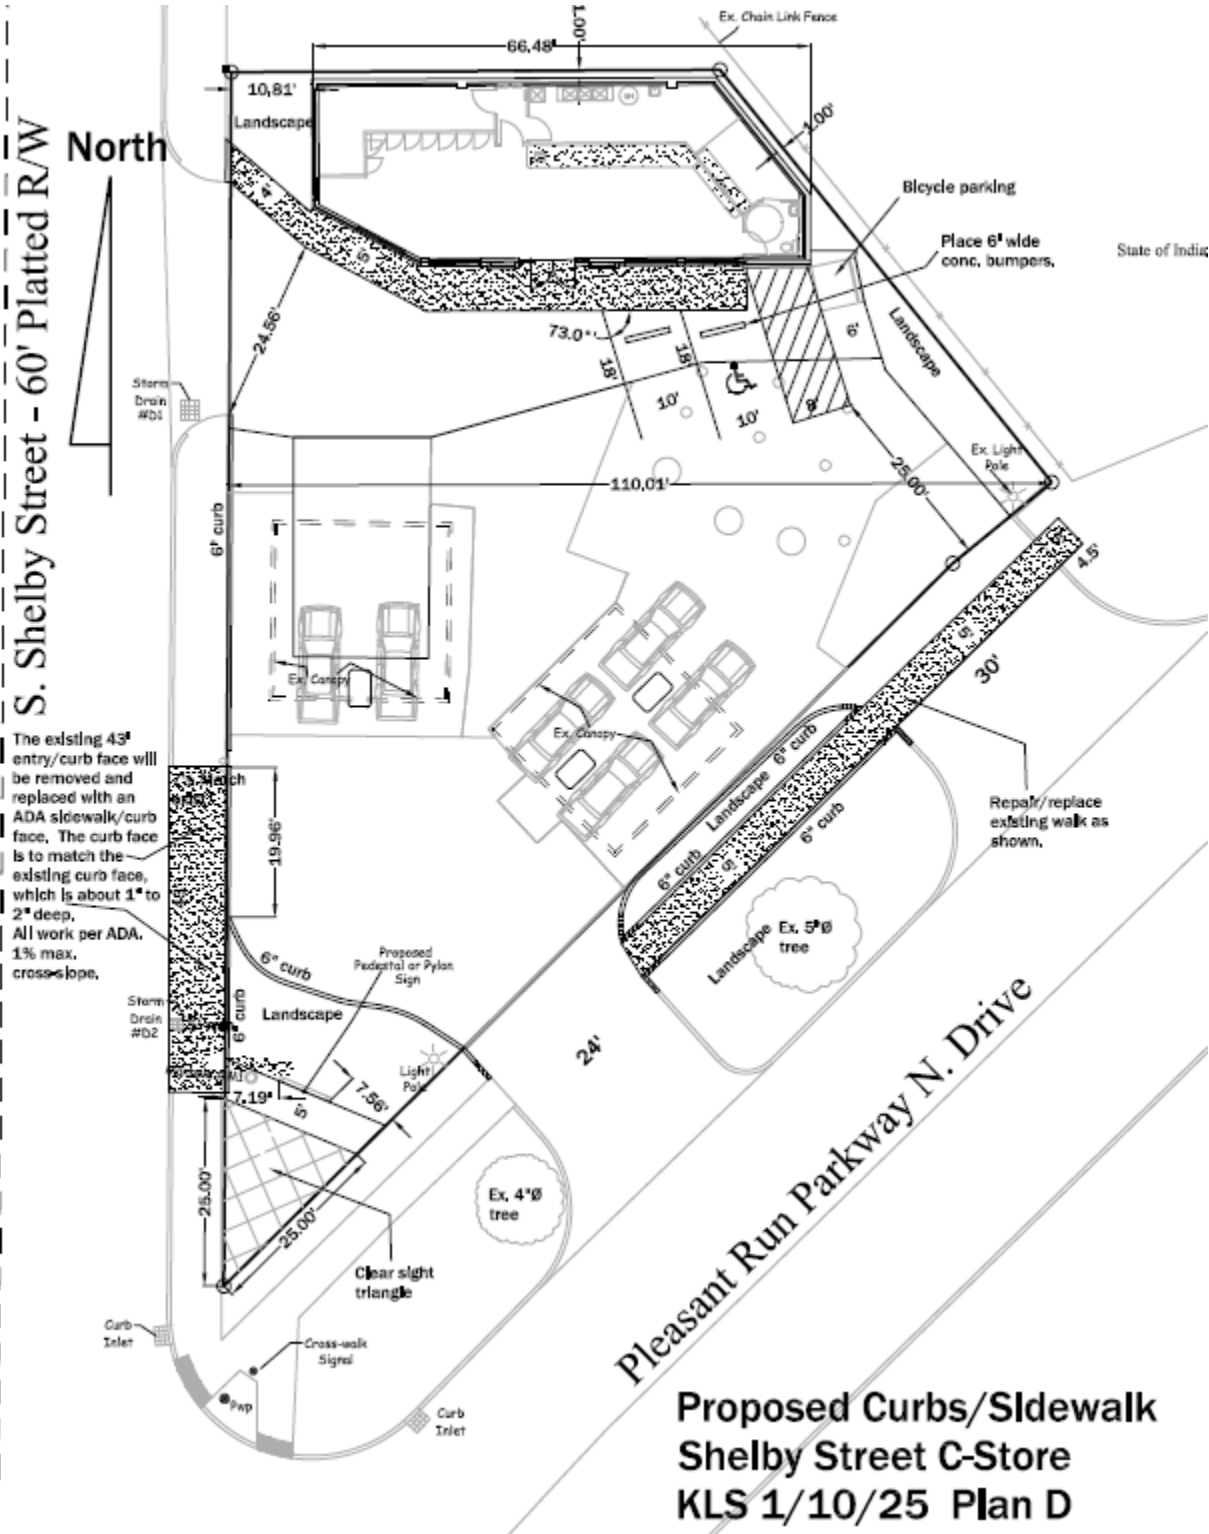 Ex. Chain Link Fence
1.00'
66.48'
10.81'
Landscape
1.00'
North
4'
5'
Bicycle parking
Place 6" wide
conc. bumpers.
State of India
S. Shelby Street - 60' Platted R/W
24.56'
73.0°
18'
18'
10'
10'
8'
6'
Landscape
Storm
Drain
#D1
Ex. Light
Pole
25.00'
110.01'
6" curb
4.5'
5'
30'
Ex. Canopy
Ex. Canopy
The existing 43"
entry/curb face will
be removed and
replaced with an
ADA sidewalk/curb
face. The curb face
is to match the
existing curb face,
which is about 1" to
2" deep.
All work per ADA.
1% max.
cross-slope.
19.96'
6" curb
Landscape
6" curb
6" curb
5'
Repair/replace
existing walk as
shown.
Ex. 5"Ø
tree
Landscape
6" curb
Proposed
Pedestal or Pylon
Sign
Landscape
6" curb
Storm
Drain
#D2
24'
Light
Pole
7.19'
5'
7.56'
25.00'
25.00'
Ex. 4"Ø
tree
Clear sight
triangle
Curb
Inlet
Cross-walk
Signal
Pwp
Curb
Inlet
Pleasant Run Parkway N. Drive
Proposed Curbs/Sidewalk
Shelby Street C-Store
KLS 1/10/25 Plan D